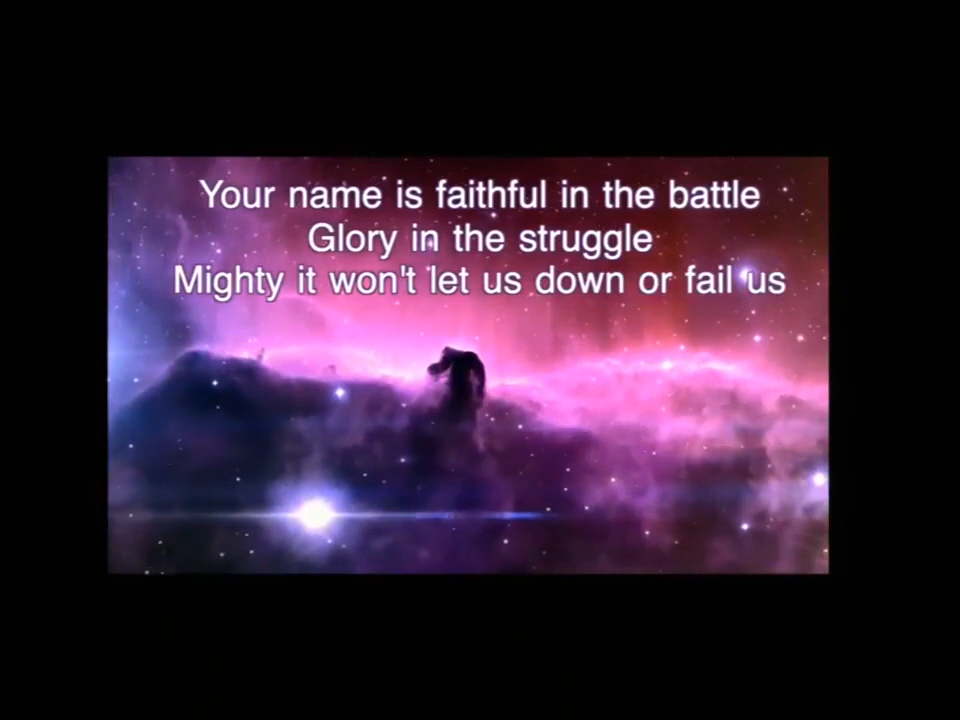 Your name is faithful in the battle
Glory in the struggle
Mighty it won't let us down or fail us